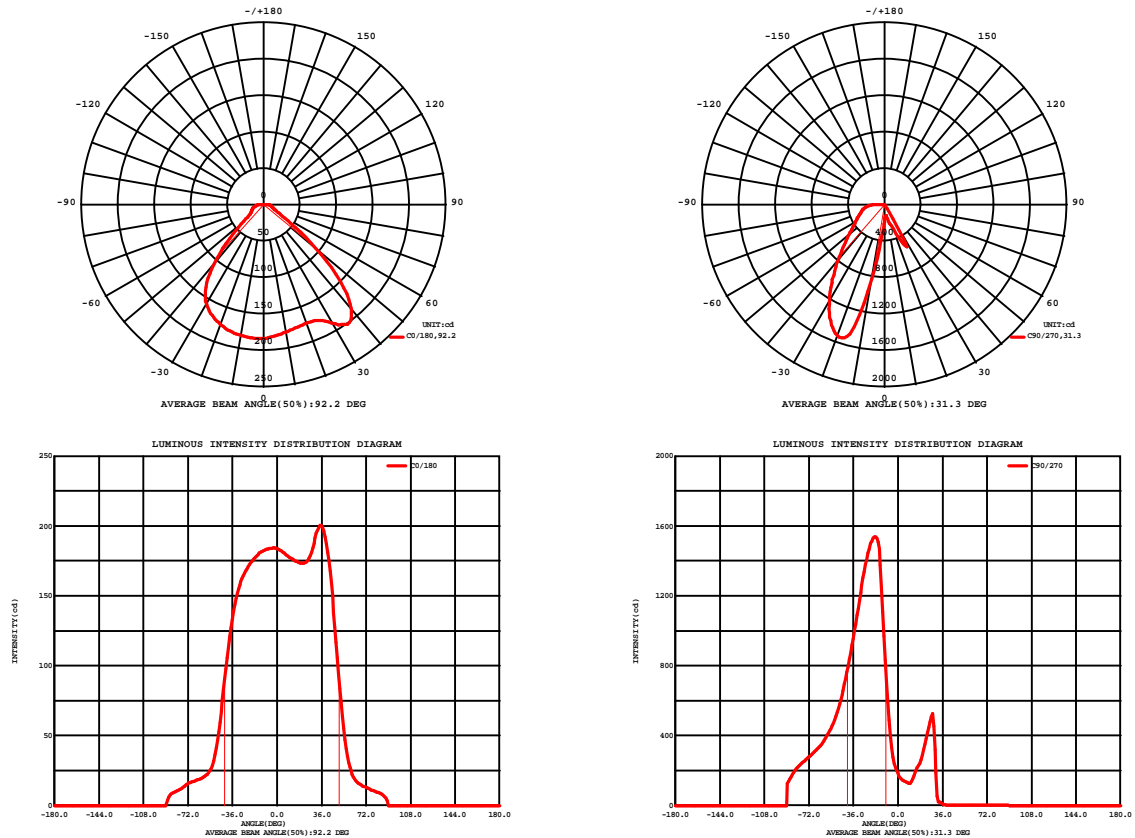 -/+180
-150
150
-120
120
-90
0
90
50
100
-60
60
150
200
UNIT:cd
C0/180,92.2
-30
30
250
0
AVERAGE BEAM ANGLE(50%):92.2 DEG
-/+180
-150
150
-120
120
-90
0
90
400
800
-60
60
1200
1600
UNIT:cd
C90/270,31.3
-30
30
2000
0
AVERAGE BEAM ANGLE(50%):31.3 DEG
LUMINOUS INTENSITY DISTRIBUTION DIAGRAM
250
C0/180
200
150
INTENSITY(cd)
100
50
0
-180.0 -144.0 -108.0 -72.0 -36.0 0.0 36.0 72.0 108.0 144.0 180.0
ANGLE(DEG)
AVERAGE BEAM ANGLE(50%):92.2 DEG
LUMINOUS INTENSITY DISTRIBUTION DIAGRAM
2000
C90/270
1600
1200
INTENSITY(cd)
800
400
0
-180.0 -144.0 -108.0 -72.0 -36.0 0.0 36.0 72.0 108.0 144.0 180.0
ANGLE(DEG)
AVERAGE BEAM ANGLE(50%):31.3 DEG